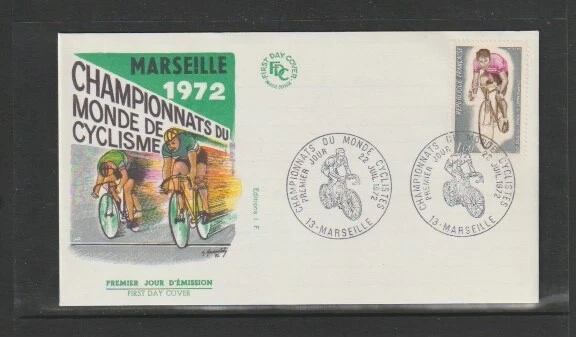 MARSEILLE
1972
CHAMPIONNATS DU
MONDE DE
CYCLISME
PREMIER JOUR D'ÉMISSION
FIRST DAY COVER
FIRST DAY COVER
FDC
Editions J. F.
CHAMPIONNATS DU MONDE CYCLISTES
PREMIER JOUR 22 JUIL 1972
13-MARSEILLE
REPUBLIQUE FRANÇAISE
CHAMPIONNATS DU MONDE CYCLISTES
PREMIER JOUR 22 JUIL 1972
13-MARSEILLE